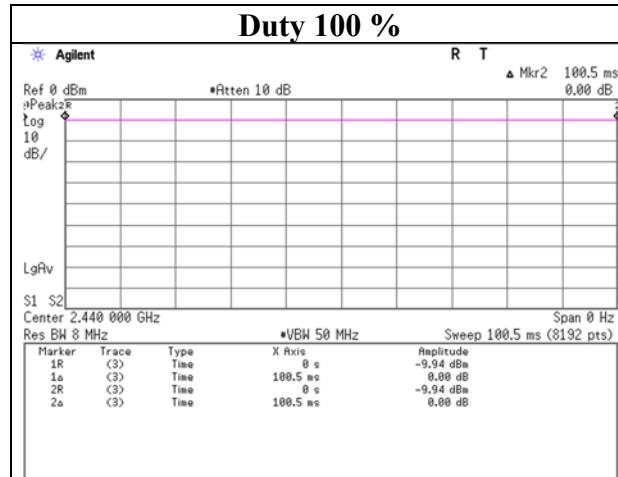 Duty 100 %
Agilent R T
Δ Mkr2 100.5 ms
Ref 0 dBm #Atten 10 dB 0.00 dB
#Peak 2R 2
Log
10
dB/
LgAv
S1 S2
Center 2.440 000 GHz Span 0 Hz
Res BW 8 MHz #VBW 50 MHz Sweep 100.5 ms (8192 pts)
Marker Trace Type X Axis Amplitude
1R (3) Time 0 s -9.94 dBm
1Δ (3) Time 100.5 ms 0.00 dB
2R (3) Time 0 s -9.94 dBm
2Δ (3) Time 100.5 ms 0.00 dB